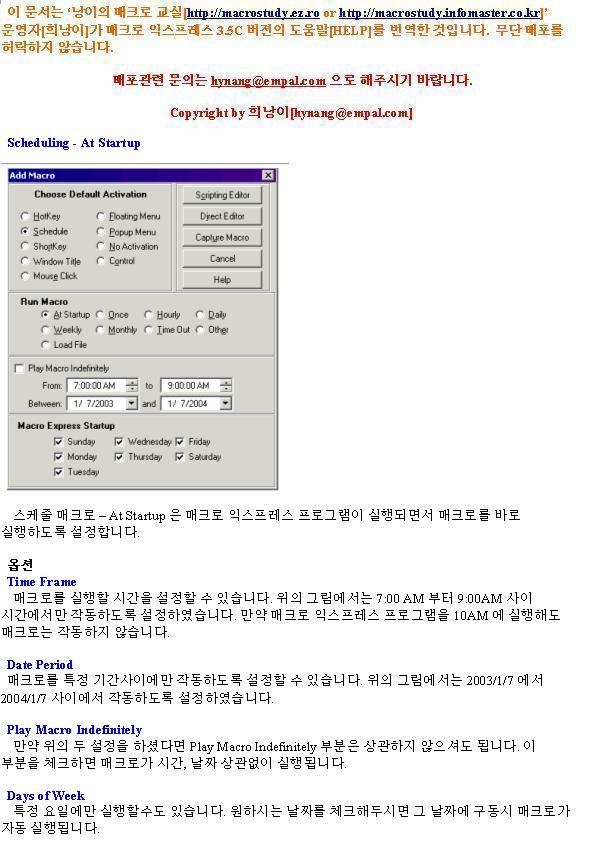 이 문서는 '낭이의 매크로 교실[http://macrostudy.ez.ro or http://macrostudy.infomaster.co.kr]'
운영자[희낭이]가 매크로 익스프레스 3.5C 버젼의 도움말[HELP]를 번역한 것입니다. 무단 배포를
허락하지 않습니다.
배포관련 문의는 hynang@empal.com 으로 해주시기 바랍니다.
Copyright by 희낭이[hynang@empal.com]
Scheduling - At Startup
Add Macro
Choose Default Activation
HotKey
Floating Menu
Schedule
Popup Menu
ShortKey
No Activation
Window Title
Control
Mouse Click
Scripting Editor
Direct Editor
Capture Macro
Cancel
Help
Run Macro
At Startup Once Hourly Daily
Weekly Monthly Time Out Other
Load File
Play Macro Indefinitely
From: 7:00:00 AM to 9:00:00 AM
Between: 1/ 7/2003 and 1/ 7/2004
Macro Express Startup
Sunday Wednesday Friday
Monday Thursday Saturday
Tuesday
스케줄 매크로 – At Startup 은 매크로 익스프레스 프로그램이 실행되면서 매크로를 바로
실행하도록 설정합니다.
옵션
Time Frame
매크로를 실행할 시간을 설정할 수 있습니다. 위의 그림에서는 7:00 AM 부터 9:00AM 사이
시간에서만 작동하도록 설정하였습니다. 만약 매크로 익스프레스 프로그램을 10AM 에 실행해도
매크로는 작동하지 않습니다.
Date Period
매크로를 특정 기간사이에만 작동하도록 설정할 수 있습니다. 위의 그림에서는 2003/1/7 에서
2004/1/7 사이에서 작동하도록 설정하였습니다.
Play Macro Indefinitely
만약 위의 두 설정을 하셨다면 Play Macro Indefinitely 부분은 상관하지 않으셔도 됩니다. 이
부분을 체크하면 매크로가 시간, 날짜 상관없이 실행됩니다.
Days of Week
특정 요일에만 실행할수도 있습니다. 원하시는 날짜를 체크해두시면 그 날짜에 구동시 매크로가
자동 실행됩니다.